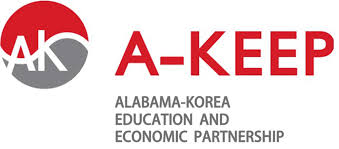 AK
A-KEEP
ALABAMA-KOREA
EDUCATION AND
ECONOMIC PARTNERSHIP